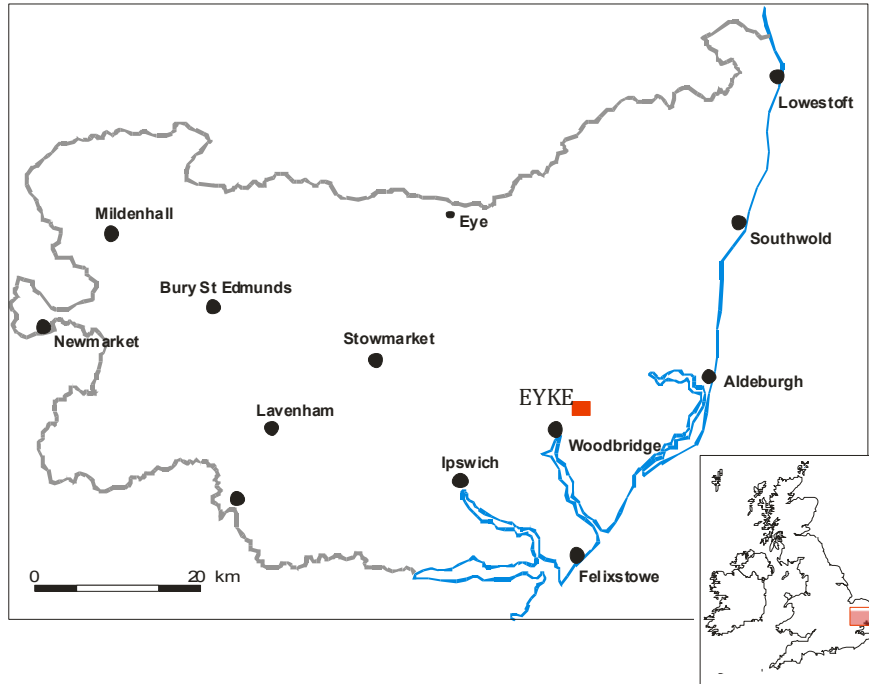 Lowestoft
Mildenhall
Eye
Southwold
Bury St Edmunds
Newmarket
Stowmarket
Aldeburgh
EYKE
Lavenham
Woodbridge
Ipswich
Felixstowe
0 20 km